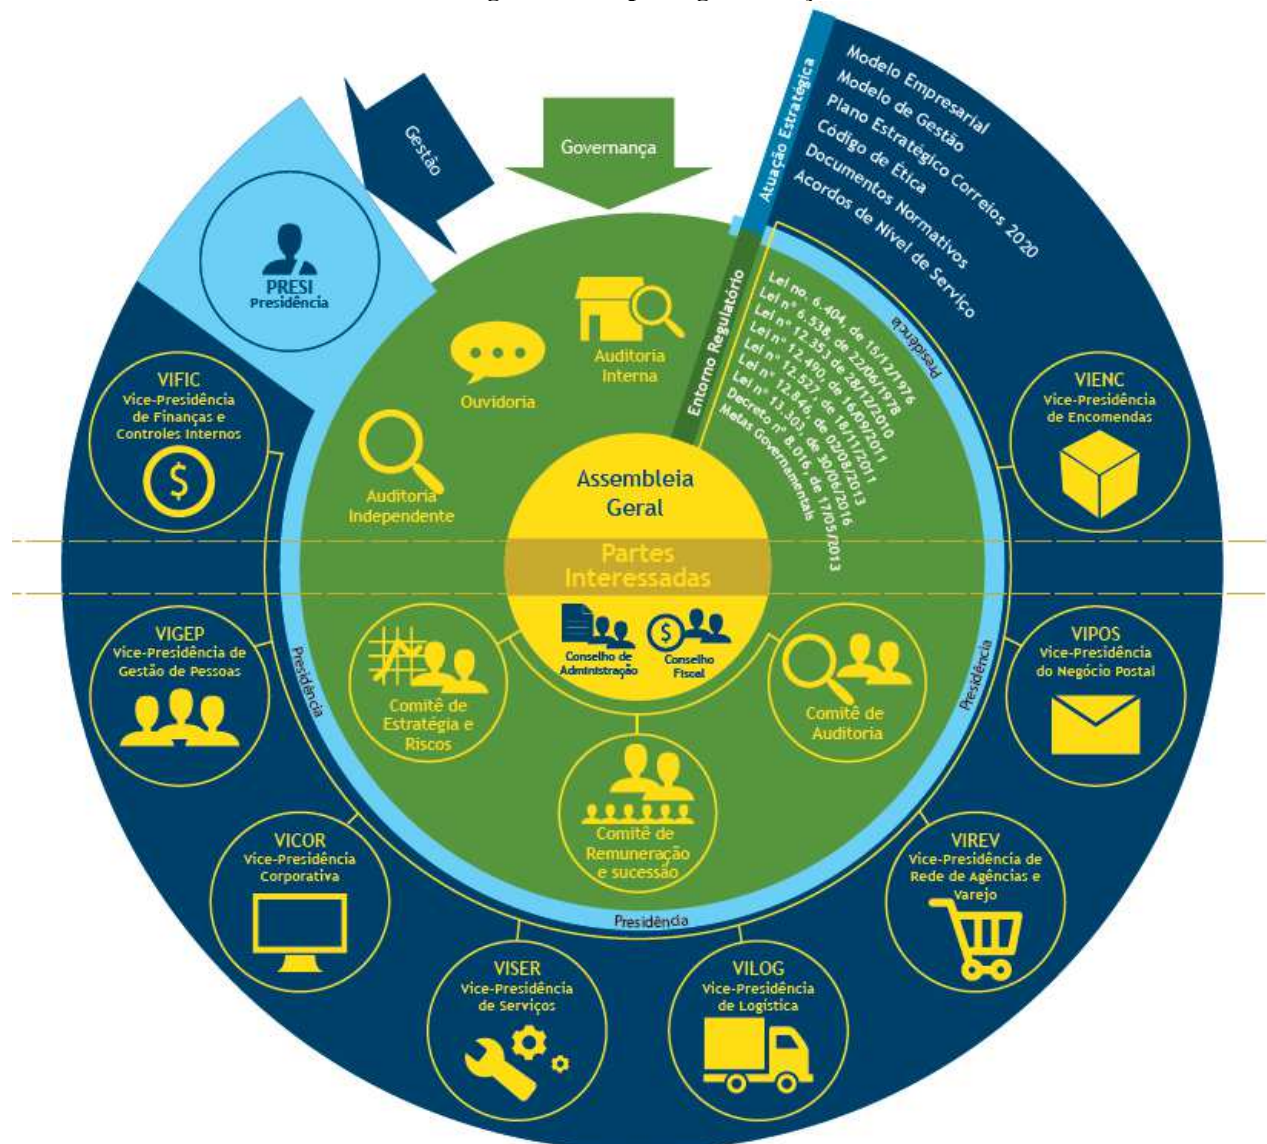 Gestão
Governança
Atuação Estratégica
Modelo Empresarial
Modelo de Gestão
Plano Estratégico Correios 2020
Código de Ética
Documentos Normativos
Acordos de Nível de Serviço
PRESI
Presidência
Entorno Regulatório
Lei no. 6.404, de 15/12/1976
Lei nº 6.538, de 22/06/1978
Lei nº 12.353 de 28/12/2010
Lei nº 12.490, de 16/09/2011
Lei nº 12.527, de 18/11/2011
Lei nº 12.846, de 02/08/2013
Lei nº 13.303, de 30/06/2016
Decreto nº 8.016, de 17/05/2013
Metas Governamentais
Presidência
Auditoria
Interna
Ouvidoria
Auditoria
Independente
VIFIC
Vice-Presidência
de Finanças e
Controles Internos
VIENC
Vice-Presidência
de Encomendas
Assembleia
Geral
Partes
Interessadas
Conselho de
Administração
Conselho
Fiscal
VIGEP
Vice-Presidência de
Gestão de Pessoas
Presidência
Comitê de
Estratégia e
Riscos
Comitê de
Auditoria
Presidência
VIPOS
Vice-Presidência
do Negócio Postal
Comitê de
Remuneração
e sucessão
VICOR
Vice-Presidência
Corporativa
VIREV
Vice-Presidência de
Rede de Agências e
Varejo
Presidência
VISER
Vice-Presidência
de Serviços
VILOG
Vice-Presidência
de Logística